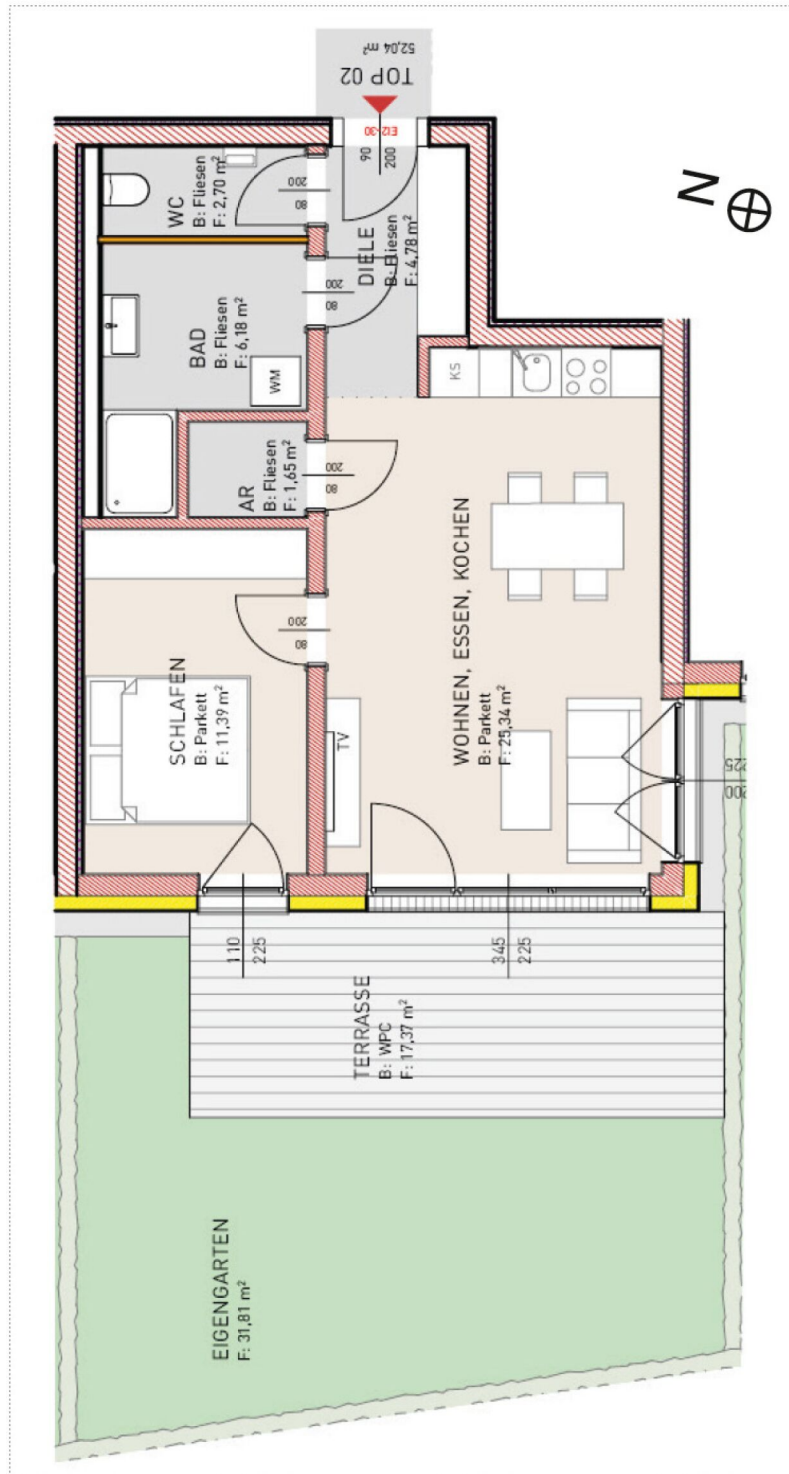 TOP 02
52,04 m²
EI2-30
90
200
N
WC
B: Fliesen
F: 2,70 m²
80
200
DIELE
B: Fliesen
F: 4,78 m²
BAD
B: Fliesen
F: 6,18 m²
80
200
WM
KS
AR
B: Fliesen
F: 1,65 m²
80
200
WOHNEN, ESSEN, KOCHEN
B: Parkett
F: 25,34 m²
SCHLAFEN
B: Parkett
F: 11,39 m²
80
200
TV
225
200
110
225
345
225
TERRASSE
B: WPC
F: 17,37 m²
EIGENGARTEN
F: 31,81 m²